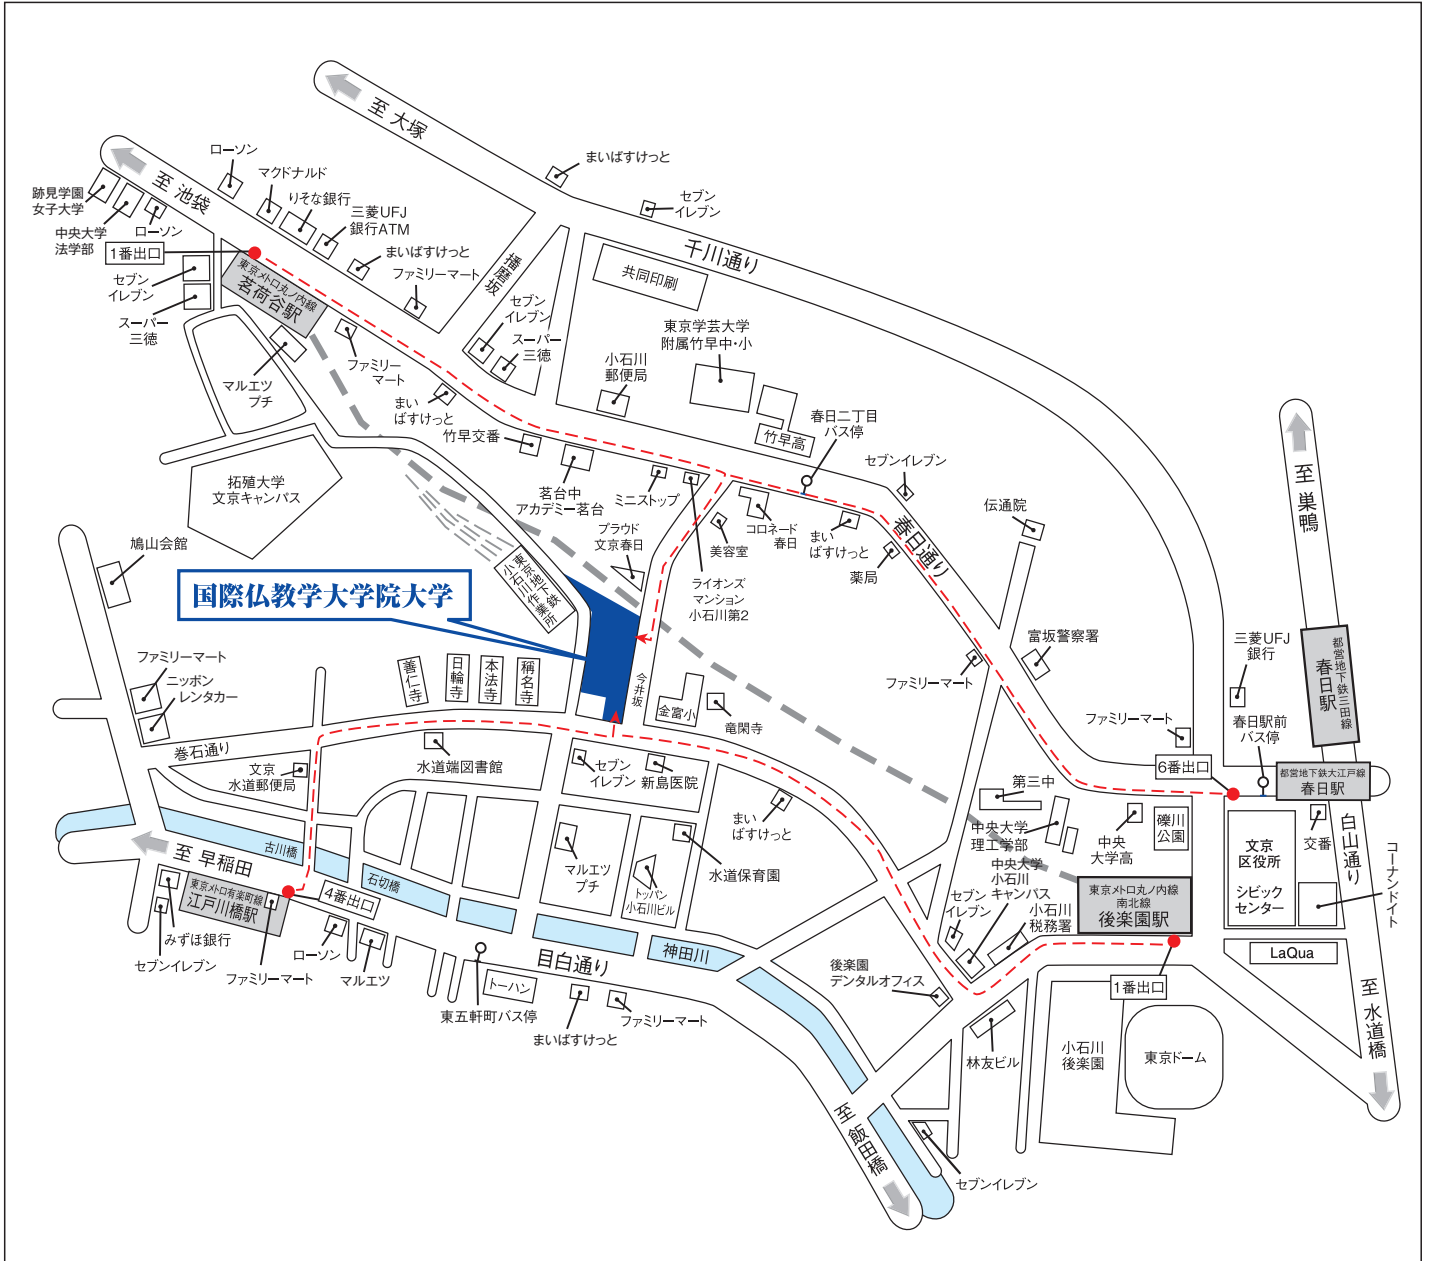 至 大塚
まいばすけっと
セブン
イレブン
千川通り
至 池袋
ローソン
マクドナルド
りそな銀行
三菱UFJ
銀行ATM
まいばすけっと
ファミリーマート
跡見学園
女子大学
中央大学
法学部
ローソン
1番出口
東京メトロ丸ノ内線
茗荷谷駅
セブン
イレブン
スーパー
三徳
マルエツ
プチ
ファミリー
マート
播磨坂
セブン
イレブン
スーパー
三徳
共同印刷
東京学芸大学
附属竹早中・小
小石川
郵便局
竹早高
春日二丁目
バス停
セブンイレブン
まい
ばすけっと
竹早交番
茗台中
アカデミー茗台
ミニストップ
プラウド
文京春日
美容室
コロネード
春日
まい
ばすけっと
薬局
春日通り
伝通院
ライオンズ
マンション
小石川第2
拓殖大学
文京キャンパス
鳩山会館
東京地下鉄
小石川作業所
国際仏教学大学院大学
至 巣鴨
富坂警察署
ファミリーマート
三菱UFJ
銀行
都営地下鉄三田線
春日駅
ファミリーマート
春日駅前
バス停
6番出口
都営地下鉄大江戸線
春日駅
ファミリーマート
ニッポン
レンタカー
善仁寺
日輪寺
本法寺
稱名寺
今井坂
金富小
竜閑寺
巻石通り
文京
水道郵便局
水道端図書館
セブン
イレブン
新島医院
まい
ばすけっと
第三中
中央大学
理工学部
中央
大学高
礫川
公園
文京
区役所
シビック
センター
交番
白山通り
コーナンドイト
古川橋
至 早稲田
石切橋
マルエツ
プチ
トッパン
小石川ビル
水道保育園
中央大学
小石川
キャンパス
セブン
イレブン
小石川
税務署
東京メトロ丸ノ内線
南北線
後楽園駅
東京メトロ有楽町線
江戸川橋駅
4番出口
みずほ銀行
セブンイレブン
ファミリーマート
ローソン
マルエツ
目白通り
神田川
トーハン
東五軒町バス停
まいばすけっと
ファミリーマート
後楽園
デンタルオフィス
1番出口
LaQua
林友ビル
小石川
後楽園
東京ドーム
至 水道橋
至 飯田橋
セブンイレブン